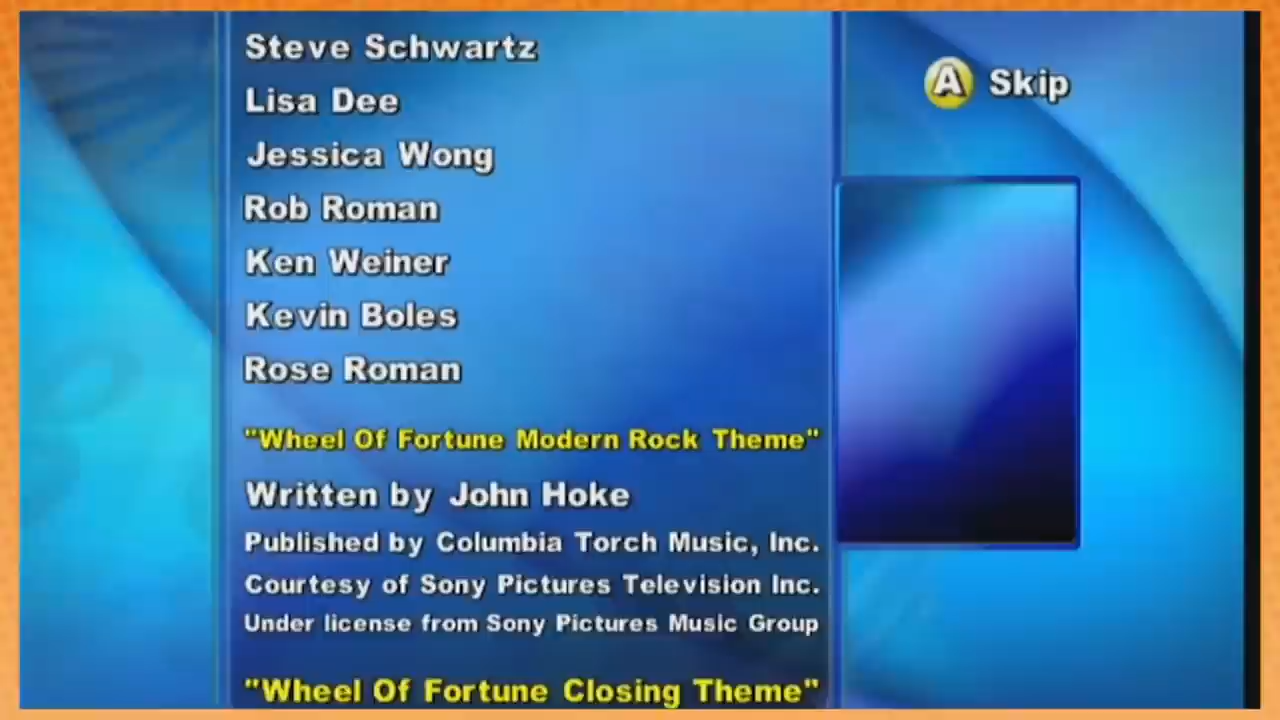 Steve Schwartz
A Skip
Lisa Dee
Jessica Wong
Rob Roman
Ken Weiner
Kevin Boles
Rose Roman
"Wheel Of Fortune Modern Rock Theme"
Written by John Hoke
Published by Columbia Torch Music, Inc.
Courtesy of Sony Pictures Television Inc.
Under license from Sony Pictures Music Group
"Wheel Of Fortune Closing Theme"